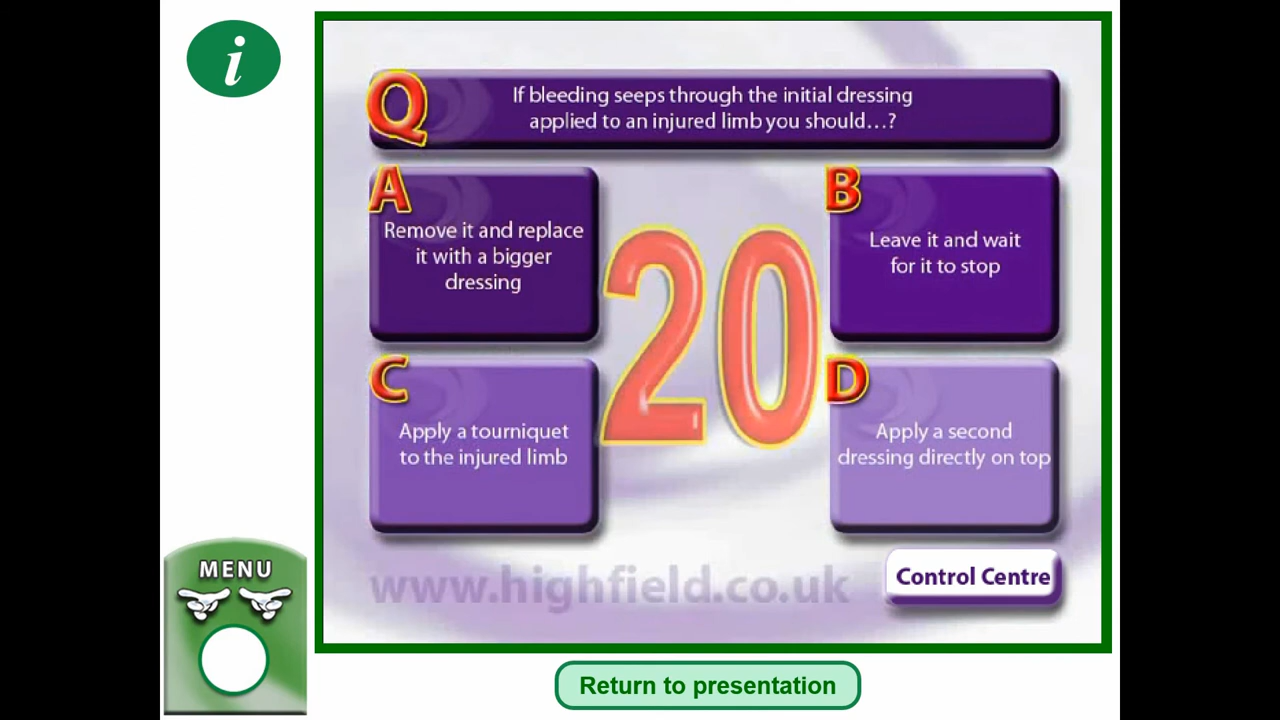 i
Q
If bleeding seeps through the initial dressing
applied to an injured limb you should...?
A
Remove it and replace
it with a bigger
dressing
B
Leave it and wait
for it to stop
20
C
Apply a tourniquet
to the injured limb
D
Apply a second
dressing directly on top
MENU
www.highfield.co.uk
Control Centre
Return to presentation